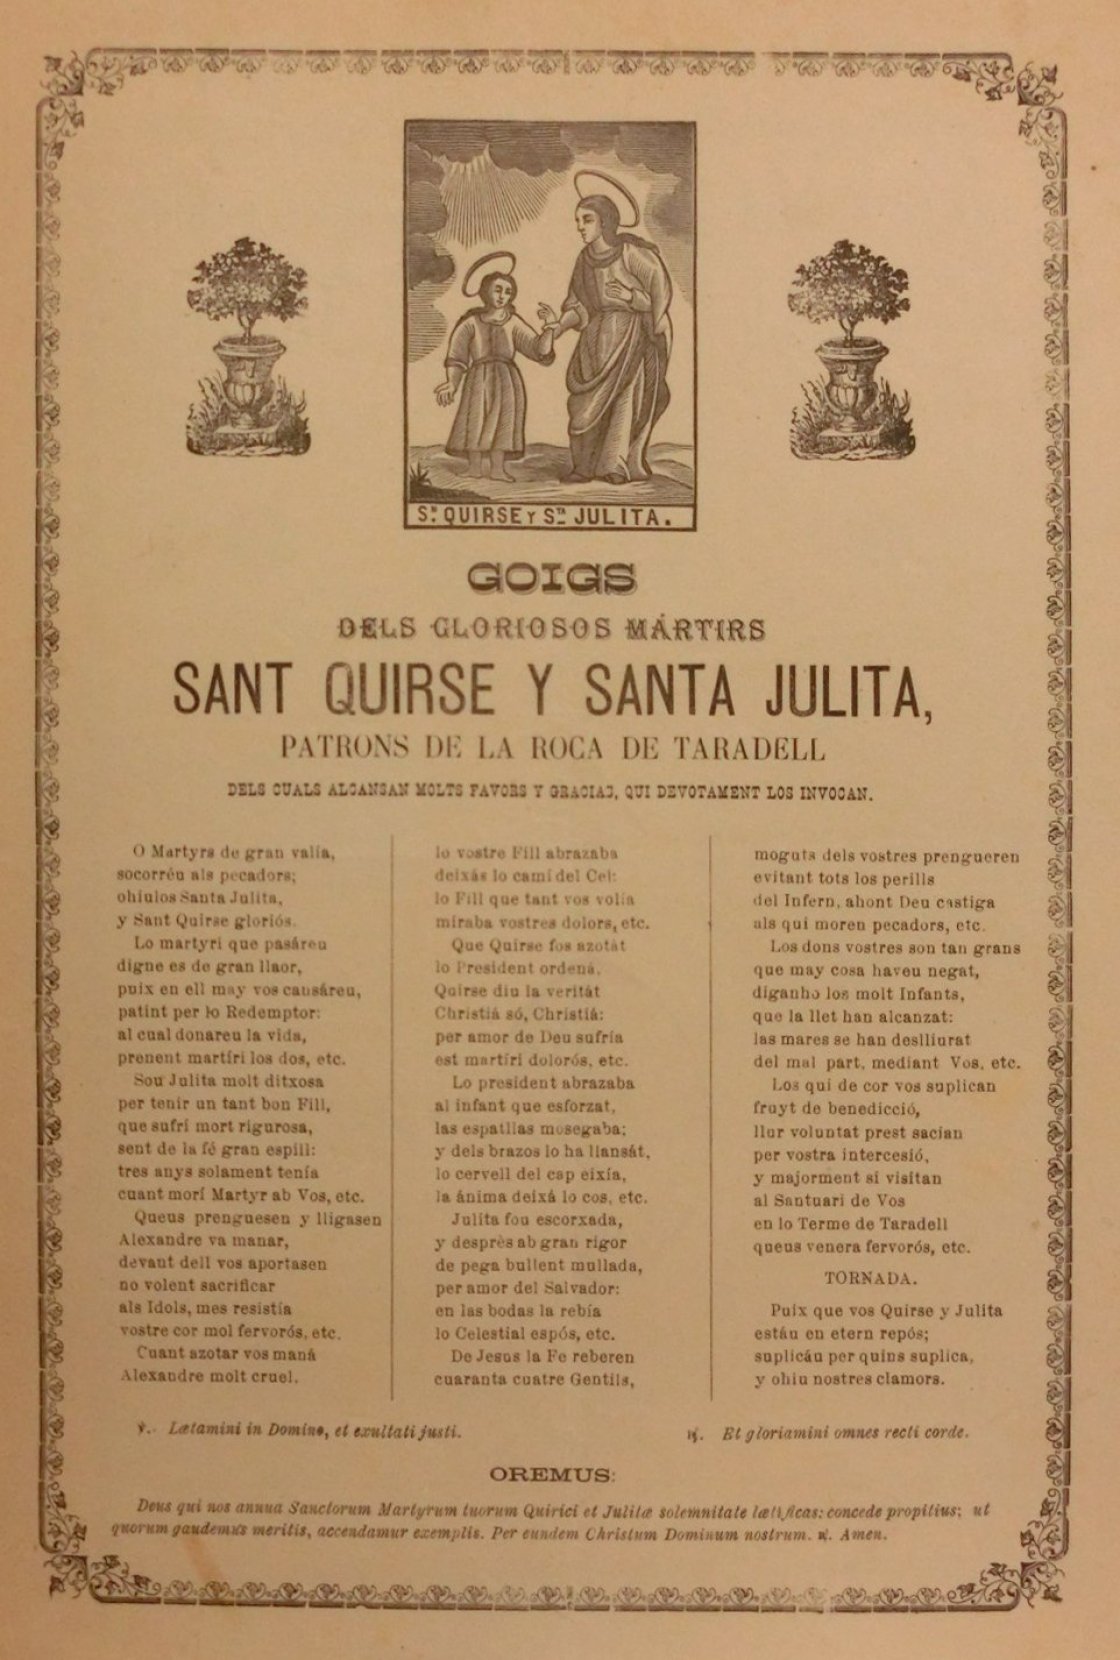 Sn. QUIRSE Y Sta. JULITA.
GOIGS
DELS GLORIOSOS MÁRTIRS
SANT QUIRSE Y SANTA JULITA,
PATRONS DE LA ROCA DE TARADELL
DELS CUALS ALCANSAN MOLTS FAVORS Y GRACIAS, QUI DEVOTAMENT LOS INVOCAN.
O Martyrs de gran valía,
socorréu als pecadors;
ohiulos Santa Julita,
y Sant Quirse gloriós.
Lo martyri que pasáreu
digne es de gran llaor,
puix en ell may vos cansáreu,
patint per lo Redemptor:
al cual donareu la vida,
prenent martíri los dos, etc.
Sou Julita molt ditxosa
per tenir un tant bon Fill,
que sufrí mort rigurosa,
sent de la fé gran espill:
tres anys solament tenía
cuant morí Martyr ab Vos, etc.
Queus prenguesen y lligasen
Alexandre va manar,
devant dell vos aportasen
no volent sacrificar
als Idols, mes resistía
vostre cor mol fervorós, etc.
Cuant azotar vos maná
Alexandre molt cruel,
lo vostre Fill abrazaba
deixás lo camí del Cel:
lo Fill que tant vos volía
miraba vostres dolors, etc.
Que Quirse fos azotát
lo President ordená,
Quirse diu la veritát
Christiá só, Christiá:
per amor de Deu sufría
est martíri dolorós, etc.
Lo president abrazaba
al infant que esforzat,
las espatllas mosegaba;
y dels brazos lo ha llansát,
lo cervell del cap eixía,
la ánima deixá lo cos, etc.
Julita fou escorxada,
y desprès ab gran rigor
de pega bullent mullada,
per amor del Salvador:
en las bodas la rebía
lo Celestial espós, etc.
De Jesus la Fe reberen
cuaranta cuatre Gentils,
moguts dels vostres prengueren
evitant tots los perills
del Infern, ahont Deu castiga
als qui moren pecadors, etc.
Los dons vostres son tan grans
que may cosa haveu negat,
diganho los molt Infants,
que la llet han alcanzat:
las mares se han deslliurat
del mal part, mediant Vos, etc.
Los qui de cor vos suplican
fruyt de benedicció,
llur voluntat prest sacian
per vostra intercesió,
y majorment si visitan
al Santuari de Vos
en lo Terme de Taradell
queus venera fervorós, etc.
TORNADA.
Puix que vos Quirse y Julita
estáu en etern repós;
suplicáu per quins suplica,
y ohiu nostres clamors.
℣. Lætamini in Domino, et exultati justi.
℟. Et gloriamini omnes recti corde.
OREMUS:
Deus qui nos annua Sanctorum Martyrum tuorum Quirici et Julitæ solemnitate lætificas: concede propitius; ut
quorum gaudemus meritis, accendamur exemplis. Per eundem Christum Dominum nostrum. ℟. Amen.